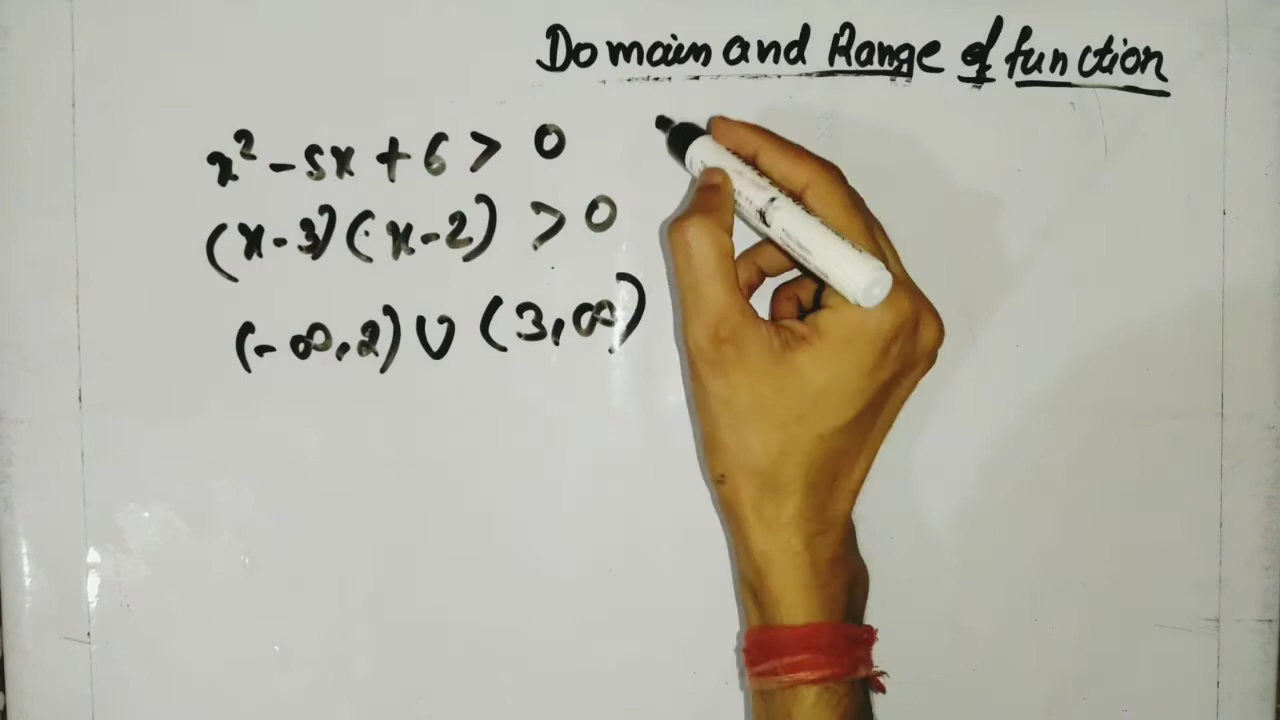 Domain and Range of function
x² - 5x + 6 > 0
(x - 3)(x - 2) > 0
(-∞, 2) ∪ (3, ∞)